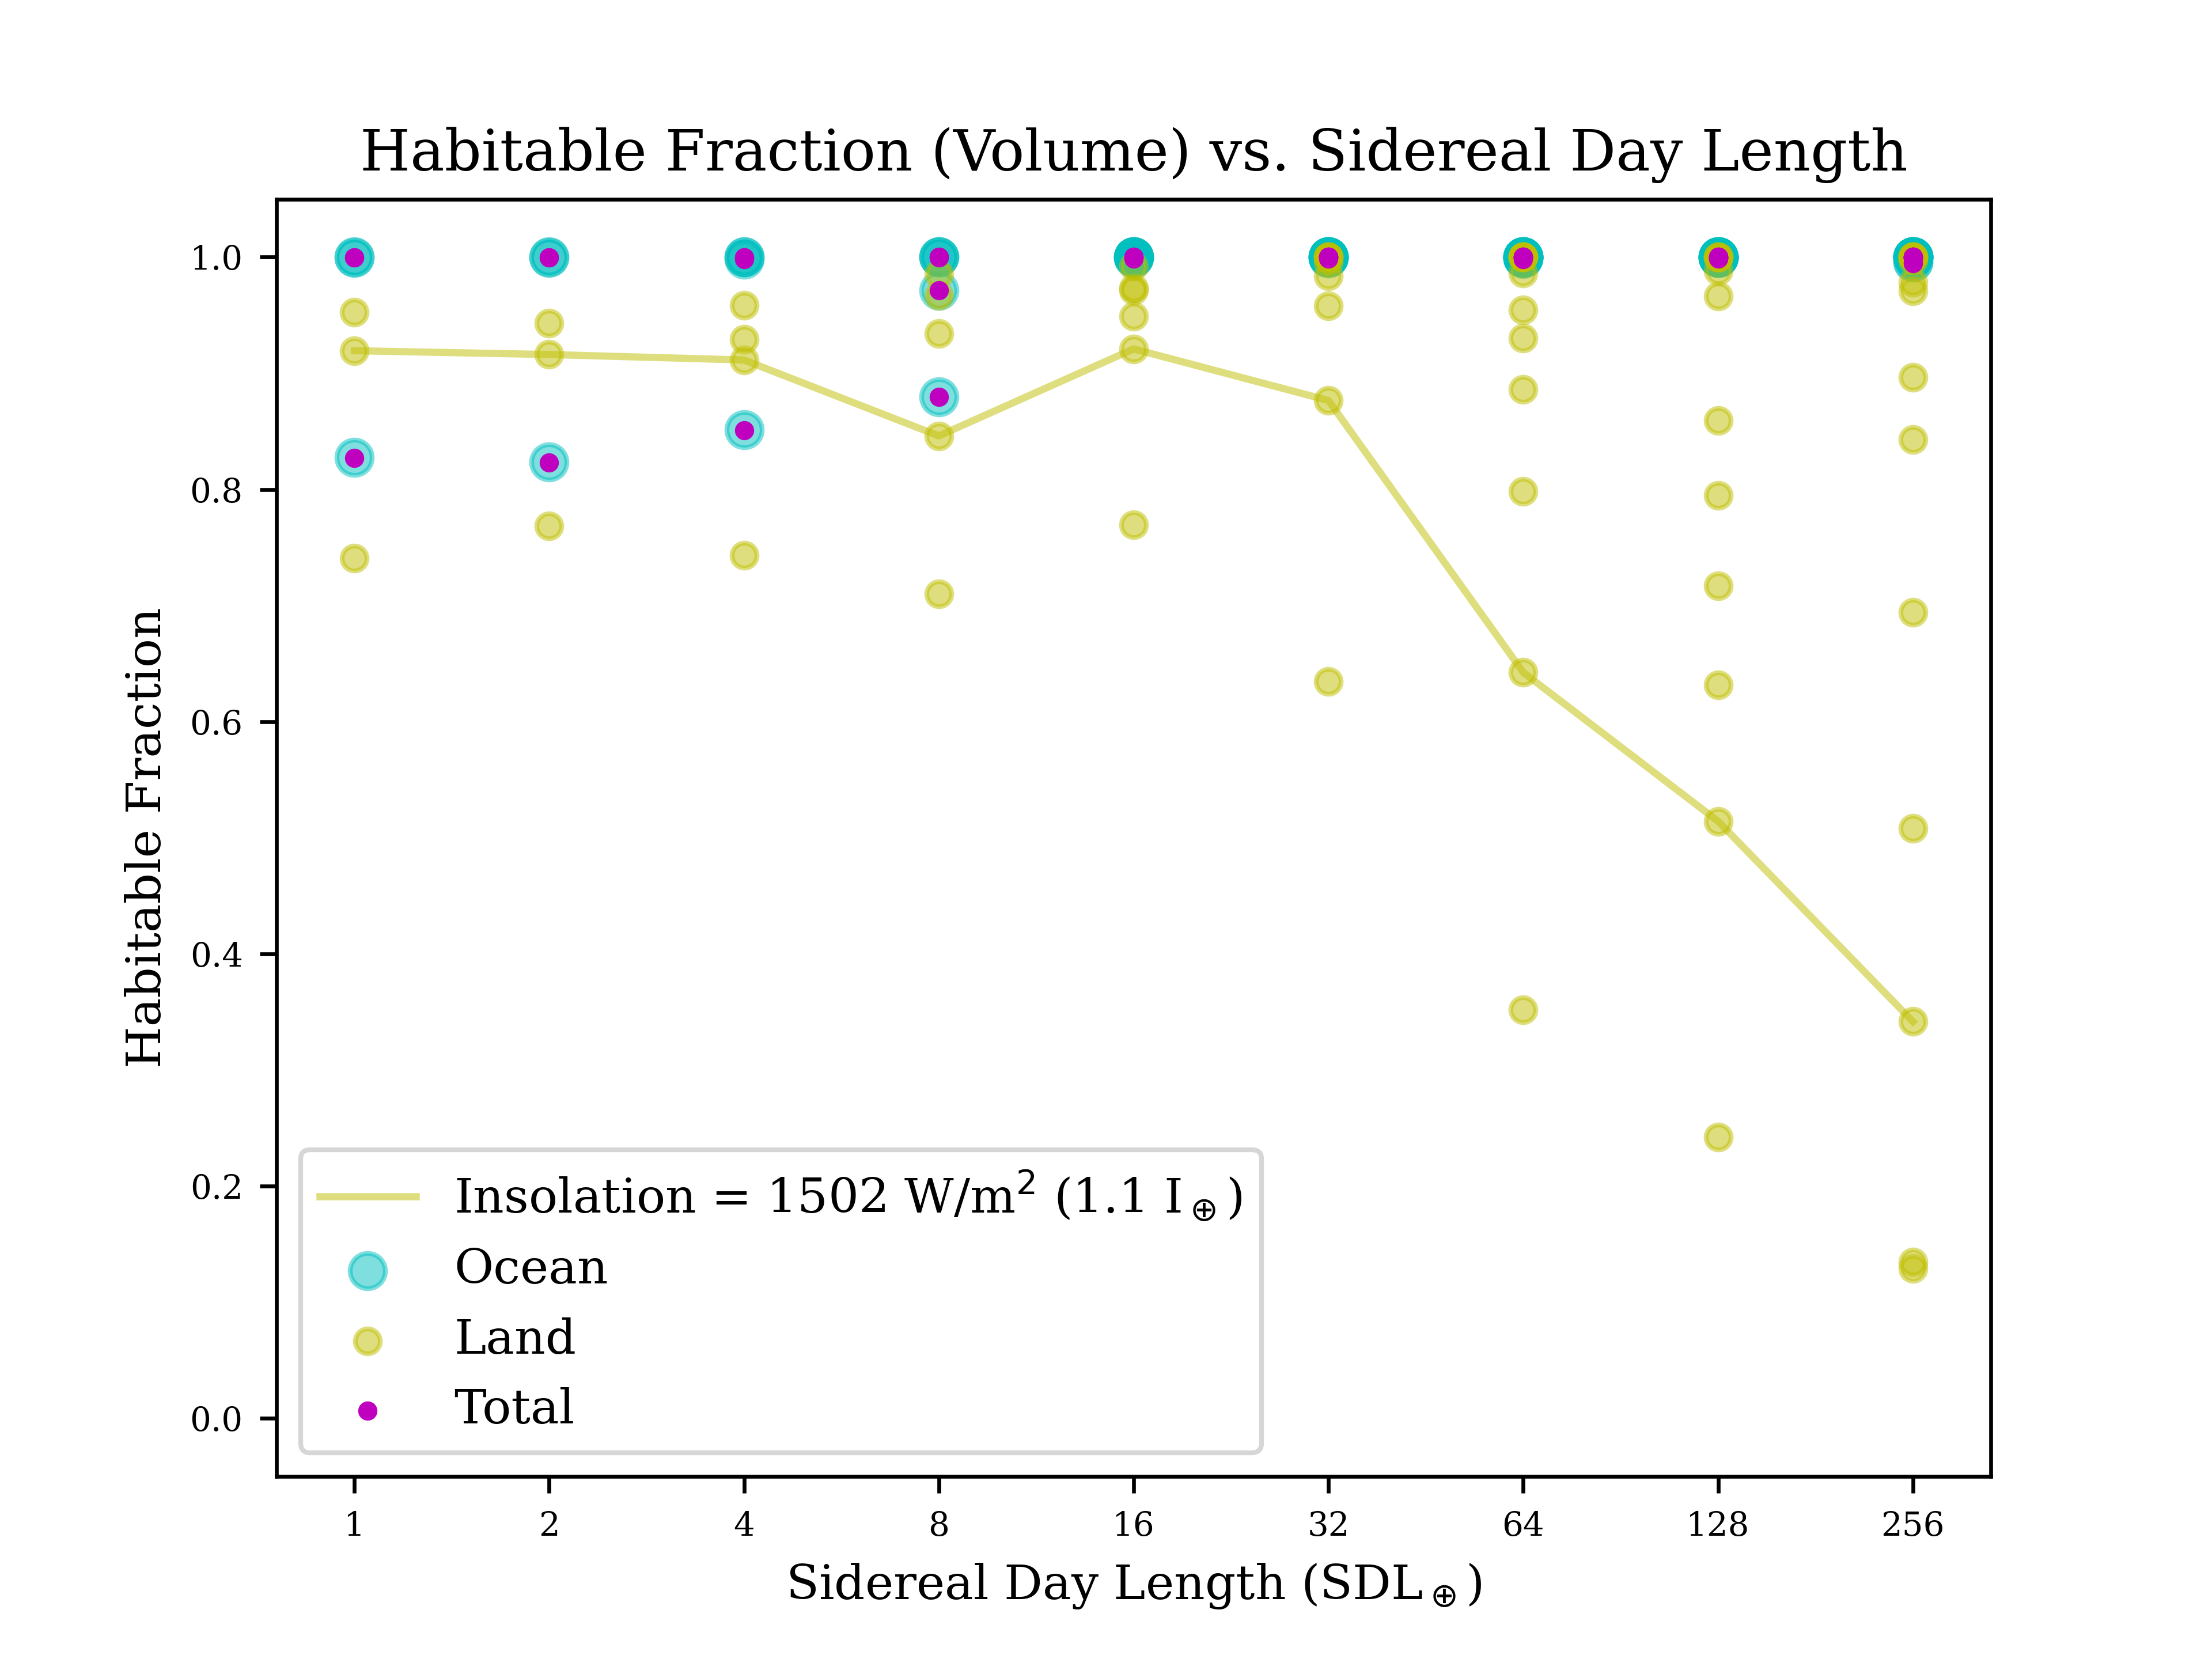 Habitable Fraction (Volume) vs. Sidereal Day Length
Habitable Fraction
1.0
0.8
0.6
0.4
0.2
0.0
Insolation = 1502 W/m² (1.1 I⊕)
Ocean
Land
Total
1 2 4 8 16 32 64 128 256
Sidereal Day Length (SDL⊕)